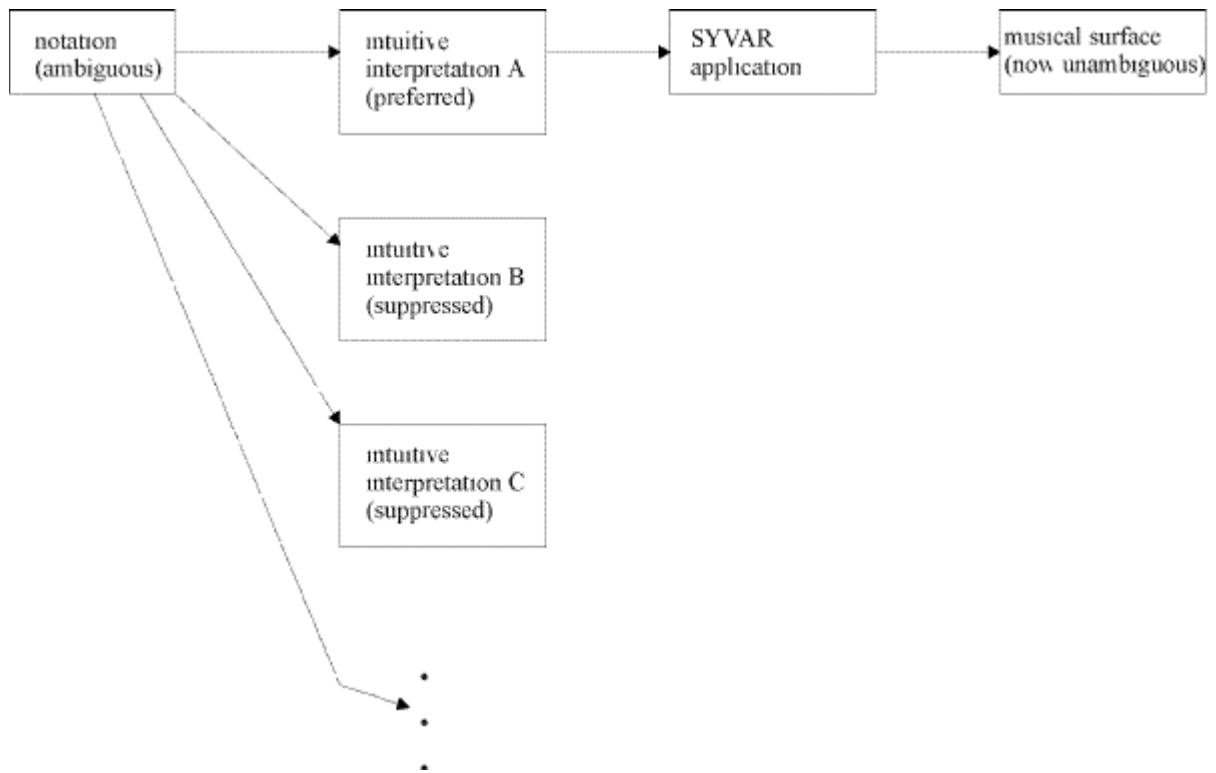 notation
(ambiguous)
intuitive
interpretation A
(preferred)
SYVAR
application
musical surface
(now unambiguous)
intuitive
interpretation B
(suppressed)
intuitive
interpretation C
(suppressed)